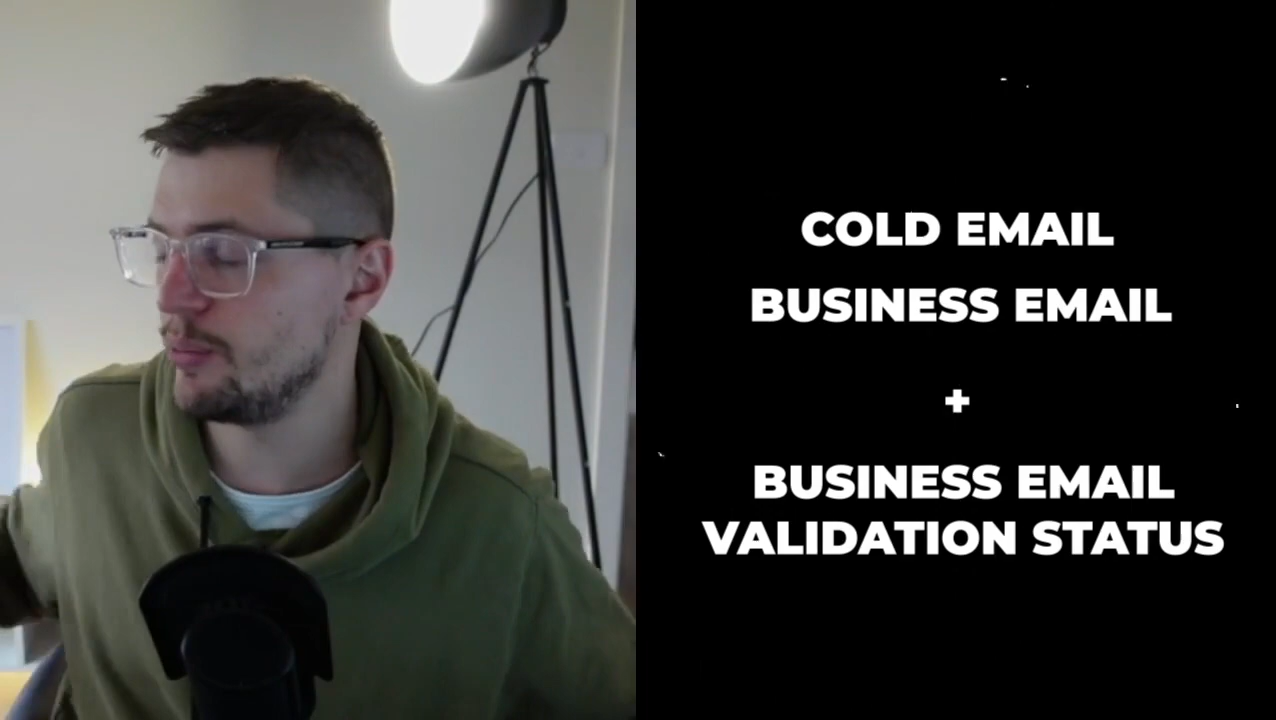 COLD EMAIL
BUSINESS EMAIL
+
BUSINESS EMAIL
VALIDATION STATUS